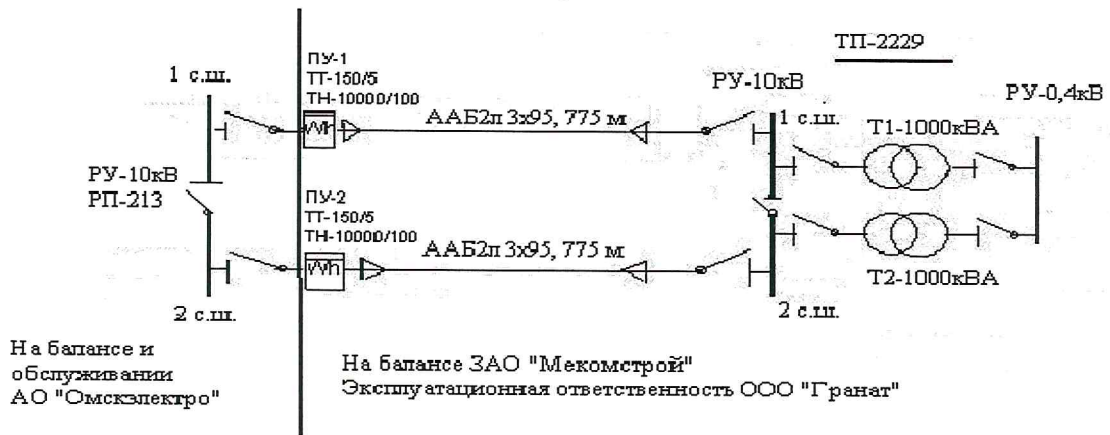 ТП-2229
ПУ-1
ТТ-150/5
ТН-10000/100
1 с.ш.
РУ-10кВ
РУ-0,4кВ
ААБ2л 3х95, 775 м
1 с.ш.
Т1-1000кВА
РУ-10кВ
РП-213
ПУ-2
ТТ-150/5
ТН-10000/100
ААБ2л 3х95, 775 м
Wh
Wh
Т2-1000кВА
2 с.ш.
2 с.ш.
На балансе и
обслуживании
АО "Омскэлектро"
На балансе ЗАО "Мекомстрой"
Эксплуатационная ответственность ООО "Гранат"